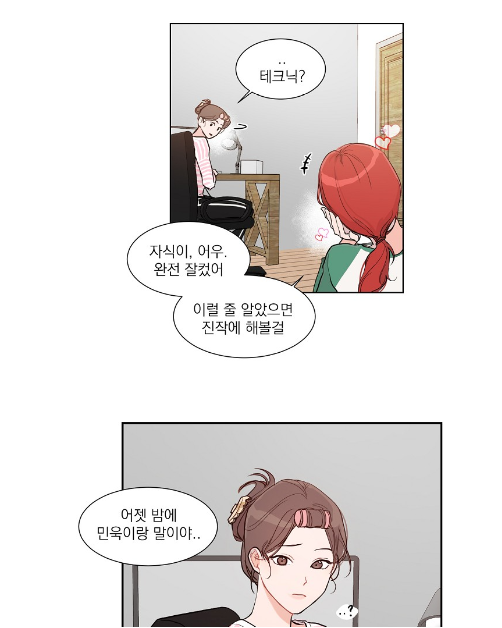 ..
테크닉?
자식이, 어우.
완전 잘컸어
이럴 줄 알았으면
진작에 해볼걸
어젯 밤에
민욱이랑 말이야..
..?